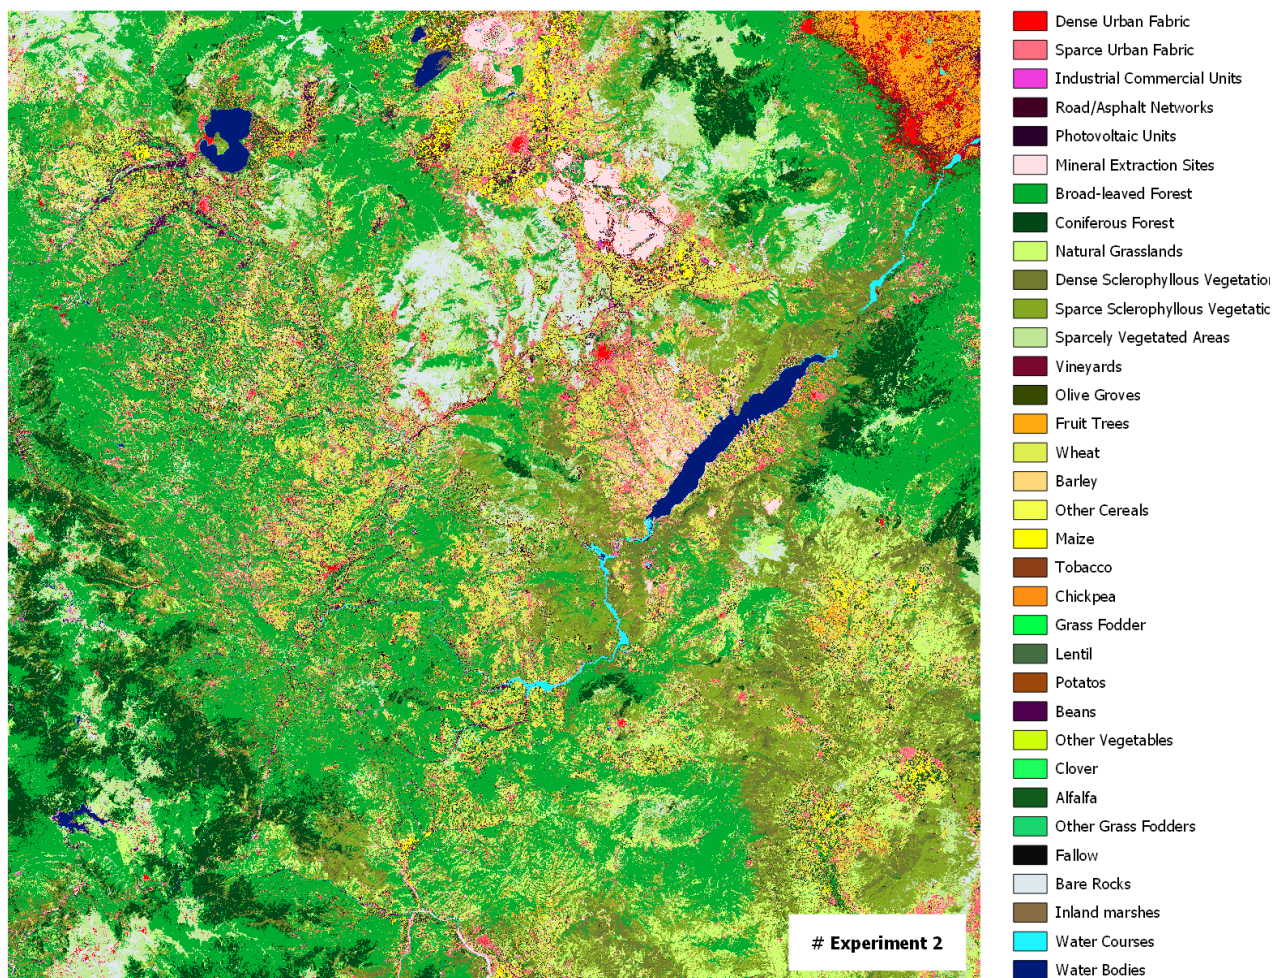 Dense Urban Fabric
Sparce Urban Fabric
Industrial Commercial Units
Road/Asphalt Networks
Photovoltaic Units
Mineral Extraction Sites
Broad-leaved Forest
Coniferous Forest
Natural Grasslands
Dense Sclerophyllous Vegetation
Sparce Sclerophyllous Vegetatic
Sparcely Vegetated Areas
Vineyards
Olive Groves
Fruit Trees
Wheat
Barley
Other Cereals
Maize
Tobacco
Chickpea
Grass Fodder
Lentil
Potatos
Beans
Other Vegetables
Clover
Alfalfa
Other Grass Fodders
Fallow
Bare Rocks
Inland marshes
Water Courses
Water Bodies
# Experiment 2